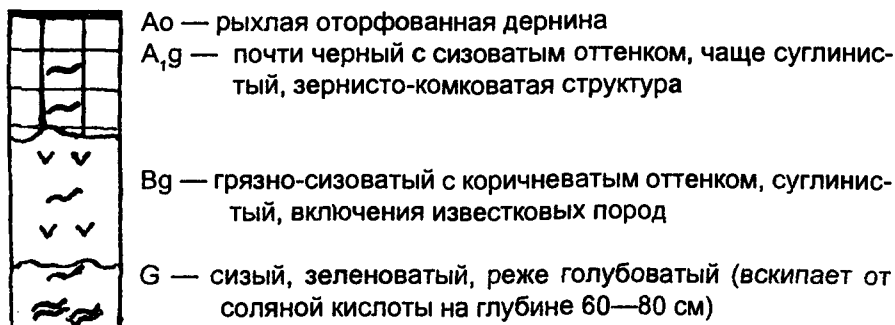 Ao — рыхлая оторфованная дернина
A₁g — почти черный с сизоватым оттенком, чаще суглинис-
тый, зернисто-комковатая структура
Bg — грязно-сизоватый с коричневатым оттенком, суглинис-
тый, включения известковых пород
G — сизый, зеленоватый, реже голубоватый (вскипает от
соляной кислоты на глубине 60—80 см)